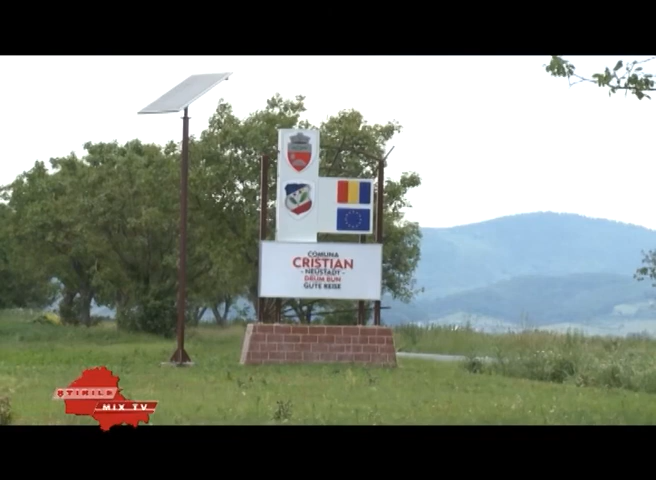 COMUNA
CRISTIAN
- NEUSTADT -
DRUM BUN
GUTE REISE
ȘTIRILE
MIX TV